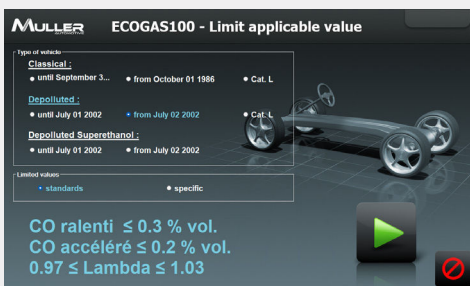 MULLER
AUTOMOTIVE
ECOGAS100 - Limit applicable value
Type of vehicle
Classical :
until September 3...
from October 01 1986
Cat. L
Depolluted :
until July 01 2002
from July 02 2002
Cat. L
Depolluted Superethanol :
until July 01 2002
from July 02 2002
Limited values
standards
specific
CO ralenti ≤ 0.3 % vol.
CO accéléré ≤ 0.2 % vol.
0.97 ≤ Lambda ≤ 1.03